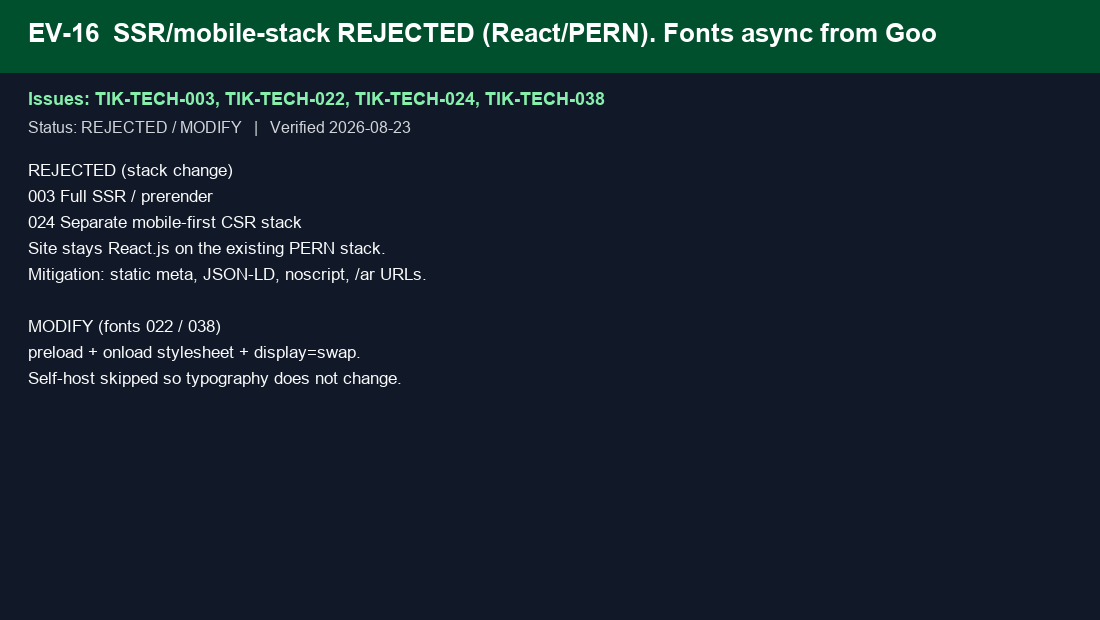 EV-16  SSR/mobile-stack REJECTED (React/PERN). Fonts async from Goo
Issues: TIK-TECH-003, TIK-TECH-022, TIK-TECH-024, TIK-TECH-038
Status: REJECTED / MODIFY   |   Verified 2026-08-23
REJECTED (stack change)
003 Full SSR / prerender
024 Separate mobile-first CSR stack
Site stays React.js on the existing PERN stack.
Mitigation: static meta, JSON-LD, noscript, /ar URLs.
MODIFY (fonts 022 / 038)
preload + onload stylesheet + display=swap.
Self-host skipped so typography does not change.